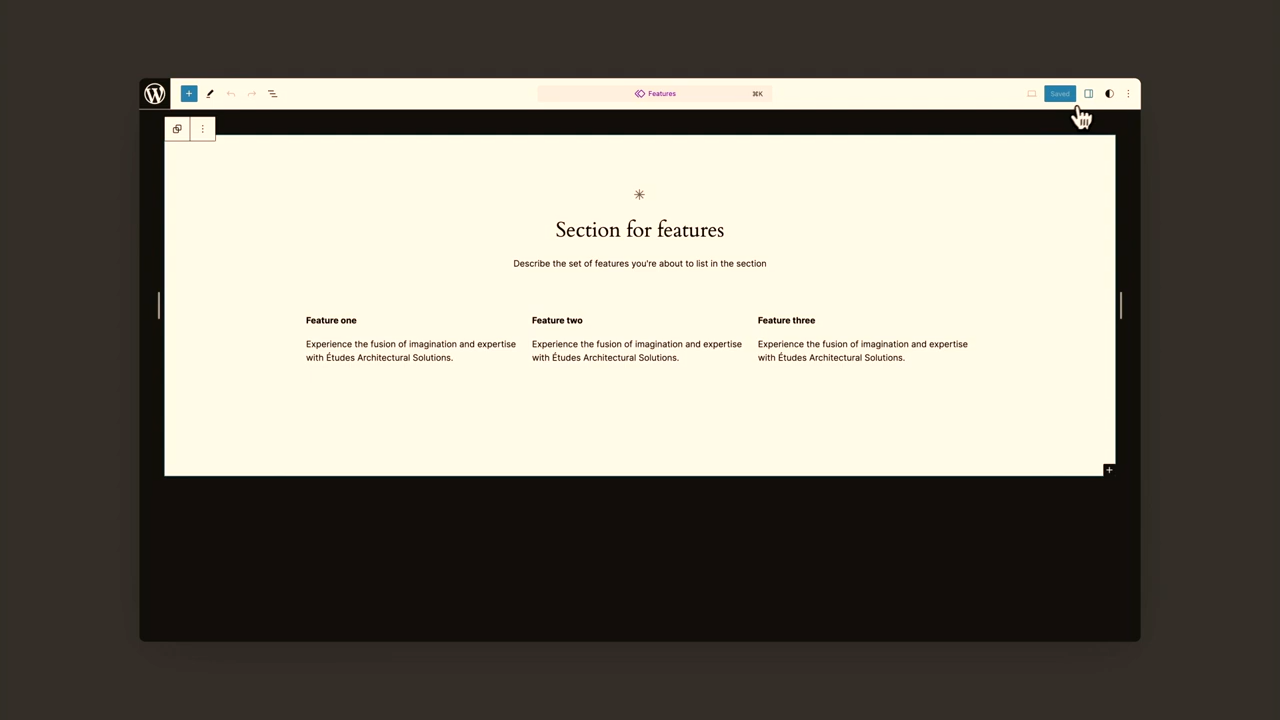 Features ⌘K
Saved
Section for features
Describe the set of features you're about to list in the section
Feature one
Experience the fusion of imagination and expertise
with Études Architectural Solutions.
Feature two
Experience the fusion of imagination and expertise
with Études Architectural Solutions.
Feature three
Experience the fusion of imagination and expertise
with Études Architectural Solutions.